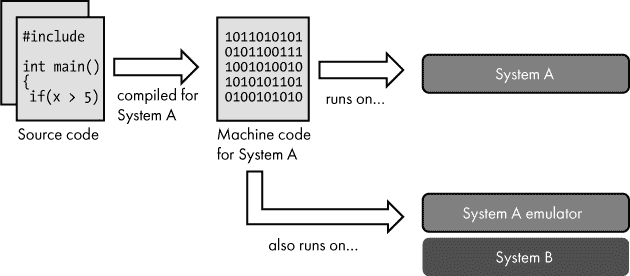 #include
int main()
{
if(x > 5)
Source code
compiled for
System A
1011010101
0101100111
1001010010
1010101101
0100101010
Machine code
for System A
runs on...
System A
also runs on...
System A emulator
System B